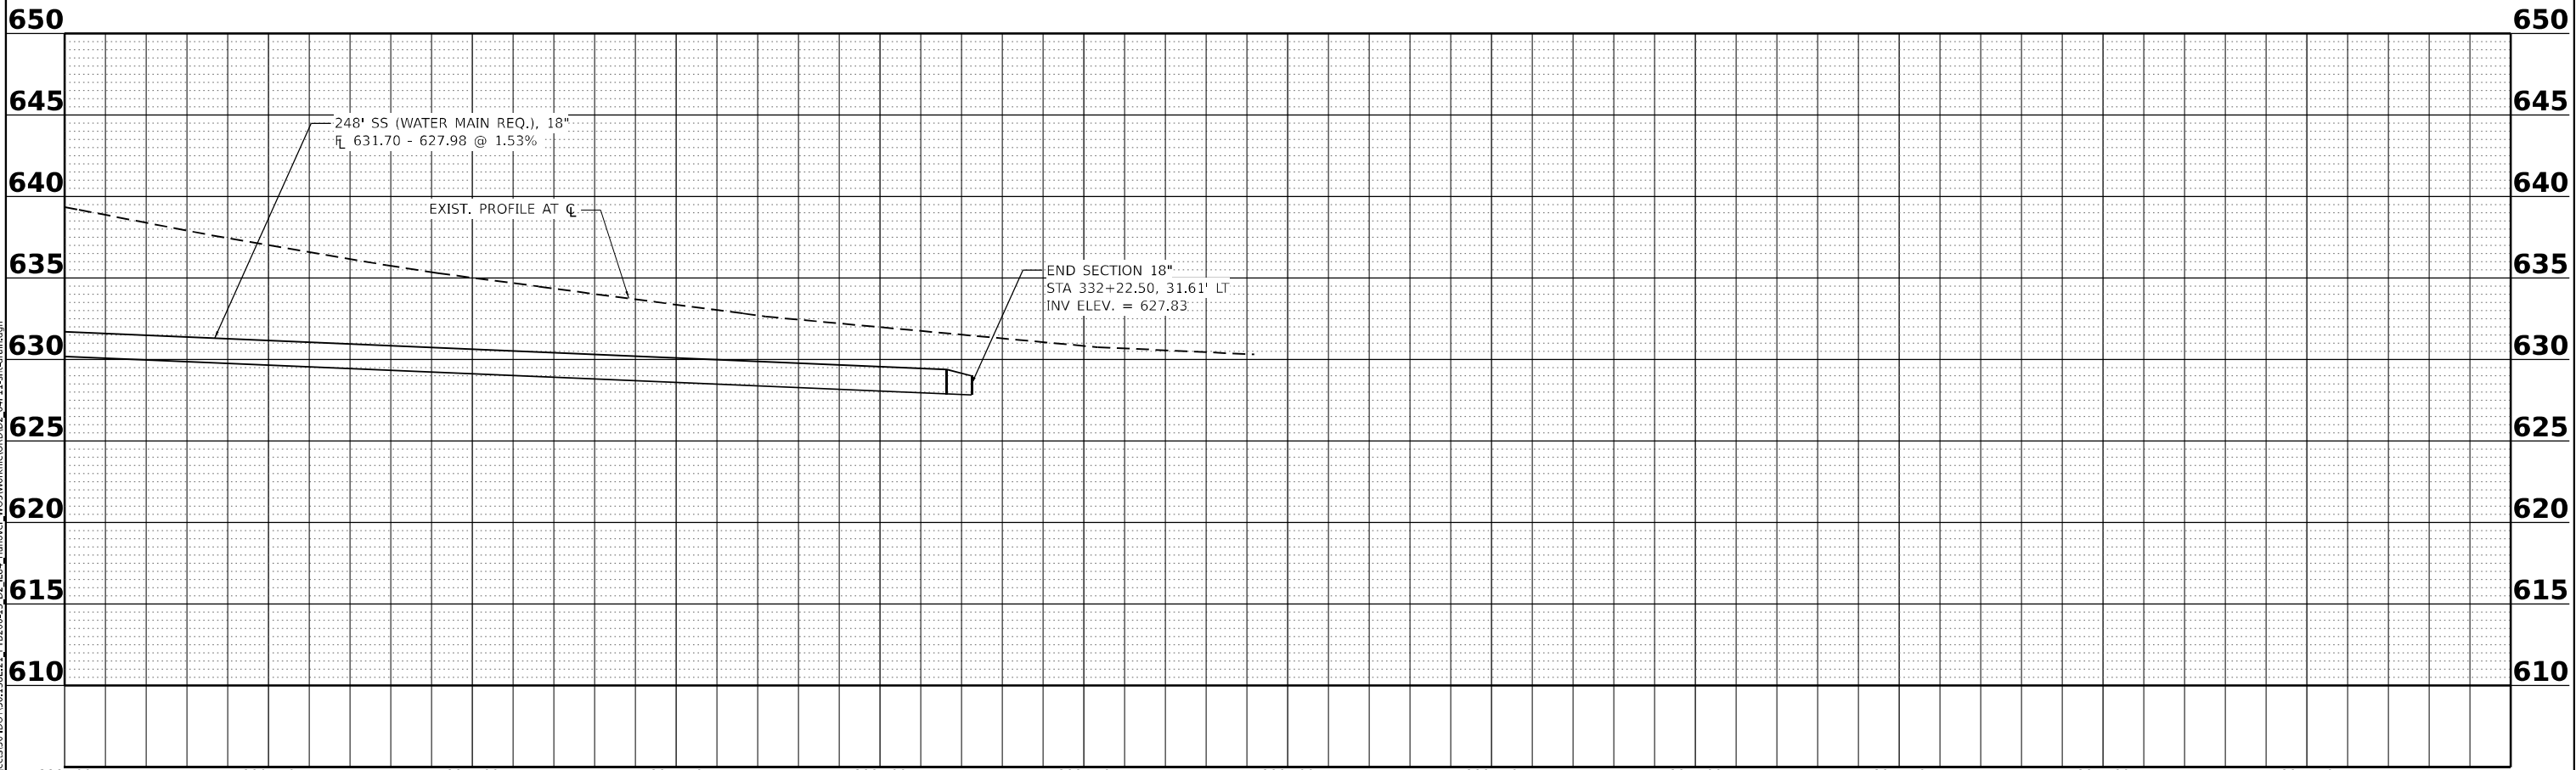 650 650
645 645
248' SS (WATER MAIN REQ.), 18"
FL 631.70 - 627.98 @ 1.53%
640 640
EXIST. PROFILE AT CL
635 635
END SECTION 18"
STA 332+22.50, 31.61' LT
INV ELEV. = 627.83
630 630
625 625
620 620
615 615
610 610